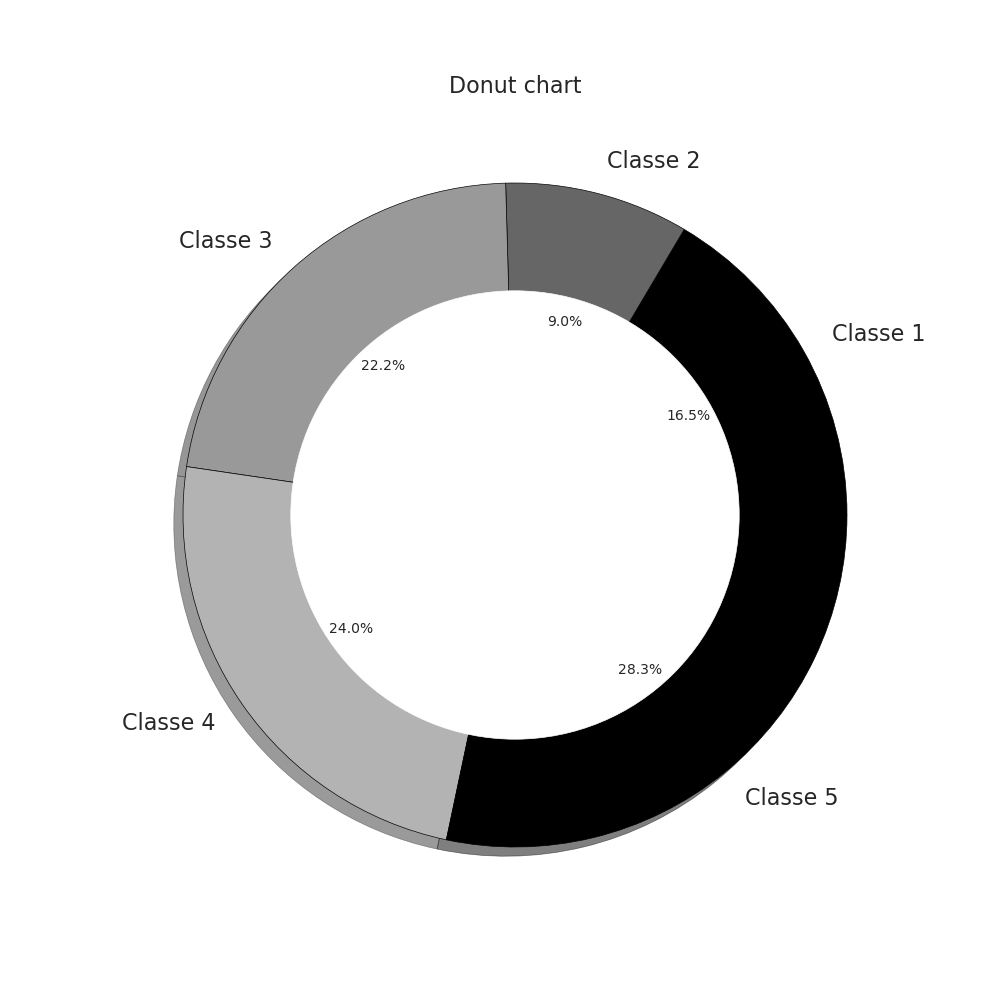 Donut chart
Classe 2
Classe 3
Classe 1
9.0%
22.2%
16.5%
24.0%
28.3%
Classe 4
Classe 5